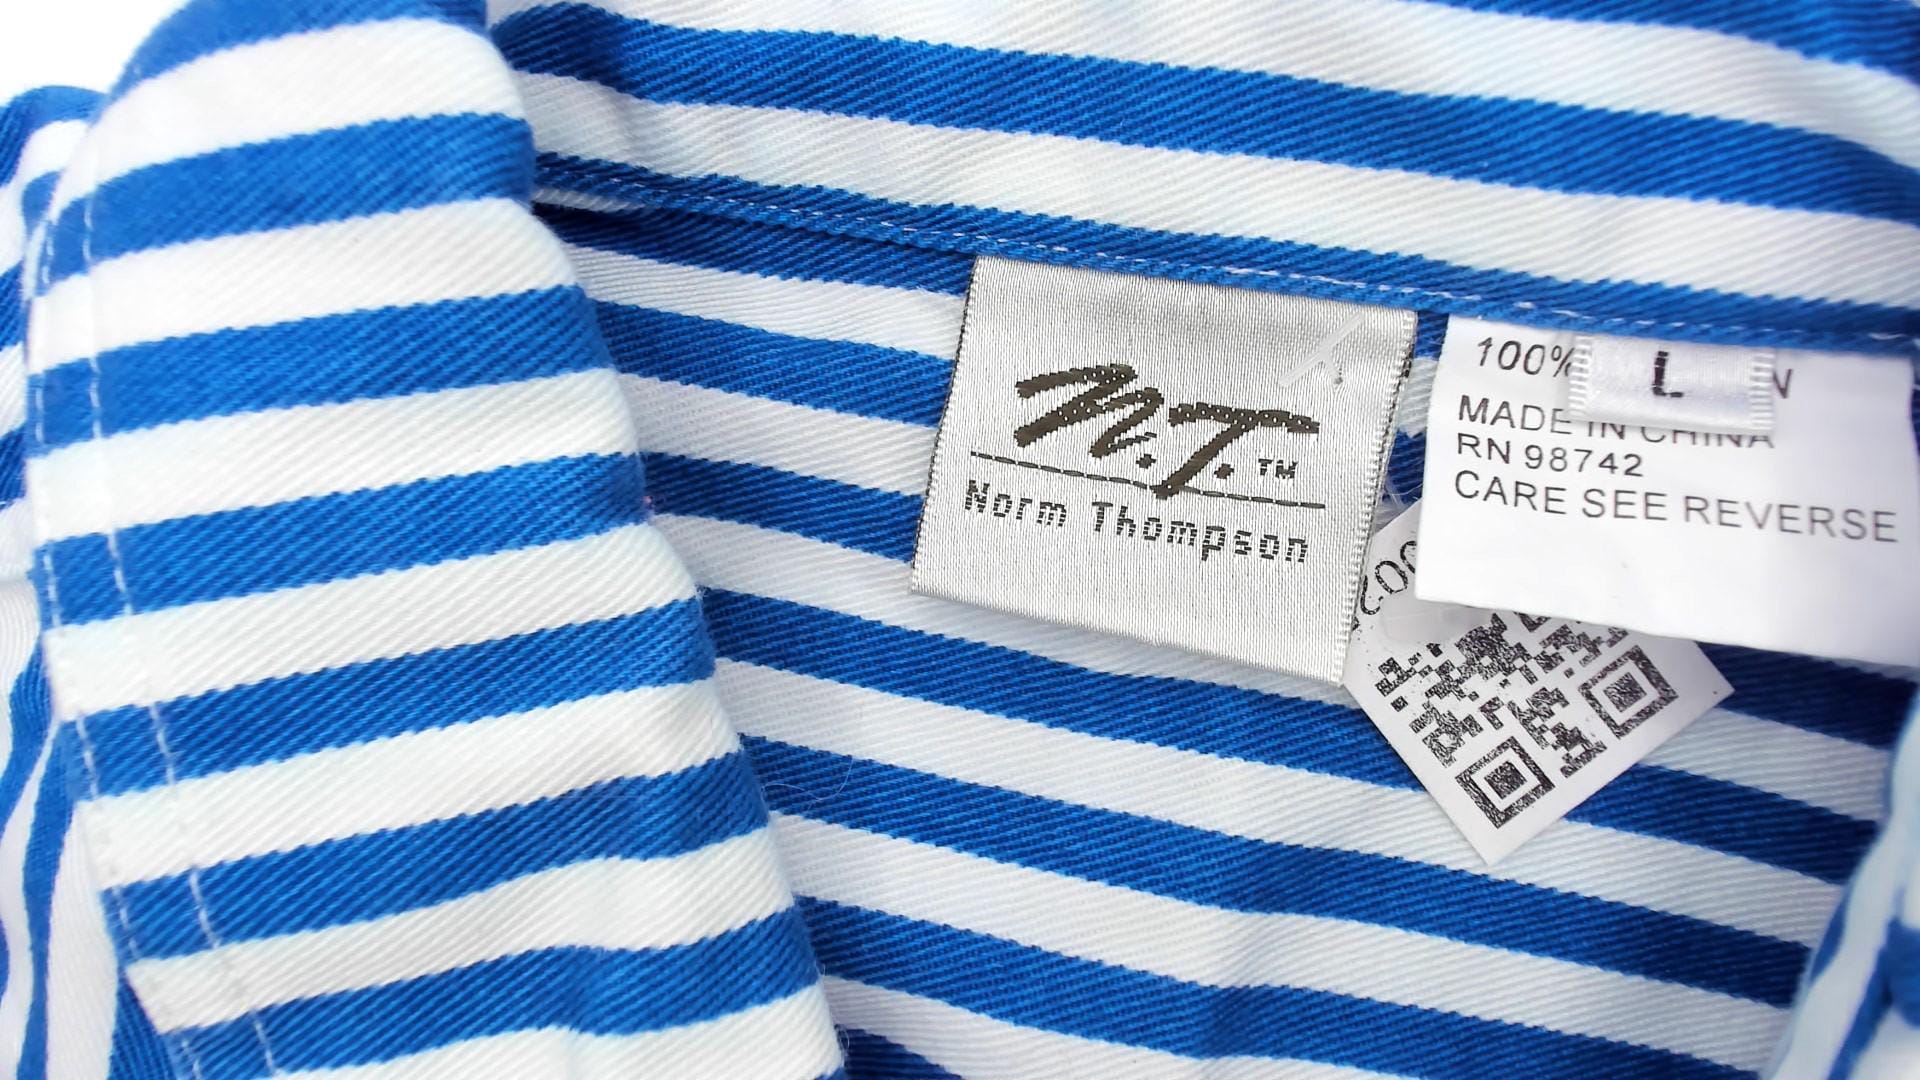 n.T.™
Norm Thompson
L
100%
MADE IN CHINA
RN 98742
CARE SEE REVERSE